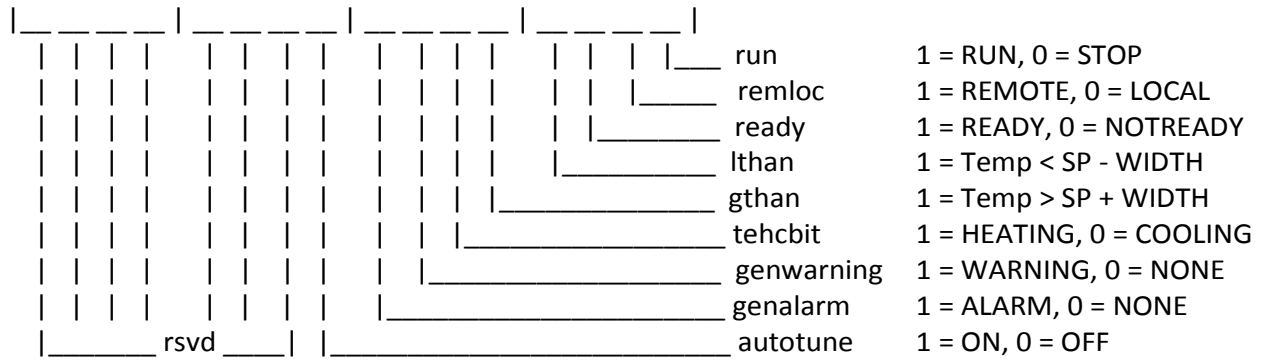 run 1 = RUN, 0 = STOP
remloc 1 = REMOTE, 0 = LOCAL
ready 1 = READY, 0 = NOTREADY
lthan 1 = Temp < SP - WIDTH
gthan 1 = Temp > SP + WIDTH
tehcbit 1 = HEATING, 0 = COOLING
genwarning 1 = WARNING, 0 = NONE
genalarm 1 = ALARM, 0 = NONE
rsvd autotune 1 = ON, 0 = OFF